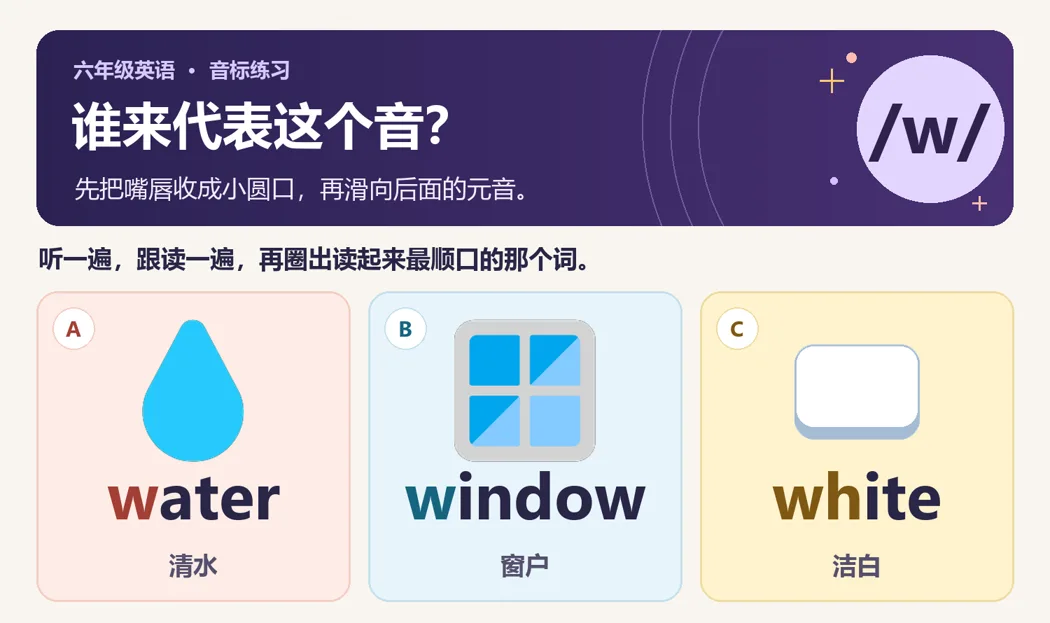 六年级英语 • 音标练习
谁来代表这个音？
先把嘴唇收成小圆口，再滑向后面的元音。
/w/
听一遍，跟读一遍，再圈出读起来最顺口的那个词。
A
water
清水
B
window
窗户
C
white
洁白